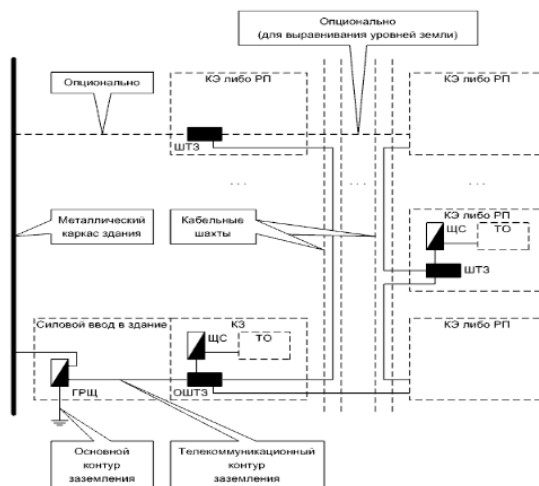 Опционально
(для выравнивания уровней земли)
Опционально
КЭ либо РП
КЭ либо РП
ШТЗ
...
...
...
Металлический
каркас здания
Кабельные
шахты
КЭ либо РП
ЩС
ТО
ШТЗ
Силовой ввод в здание
КЗ
ЩС
ТО
КЭ либо РП
ГРЩ
ОШТЗ
Основной
контур
заземления
Телекоммуникационный
контур
заземления